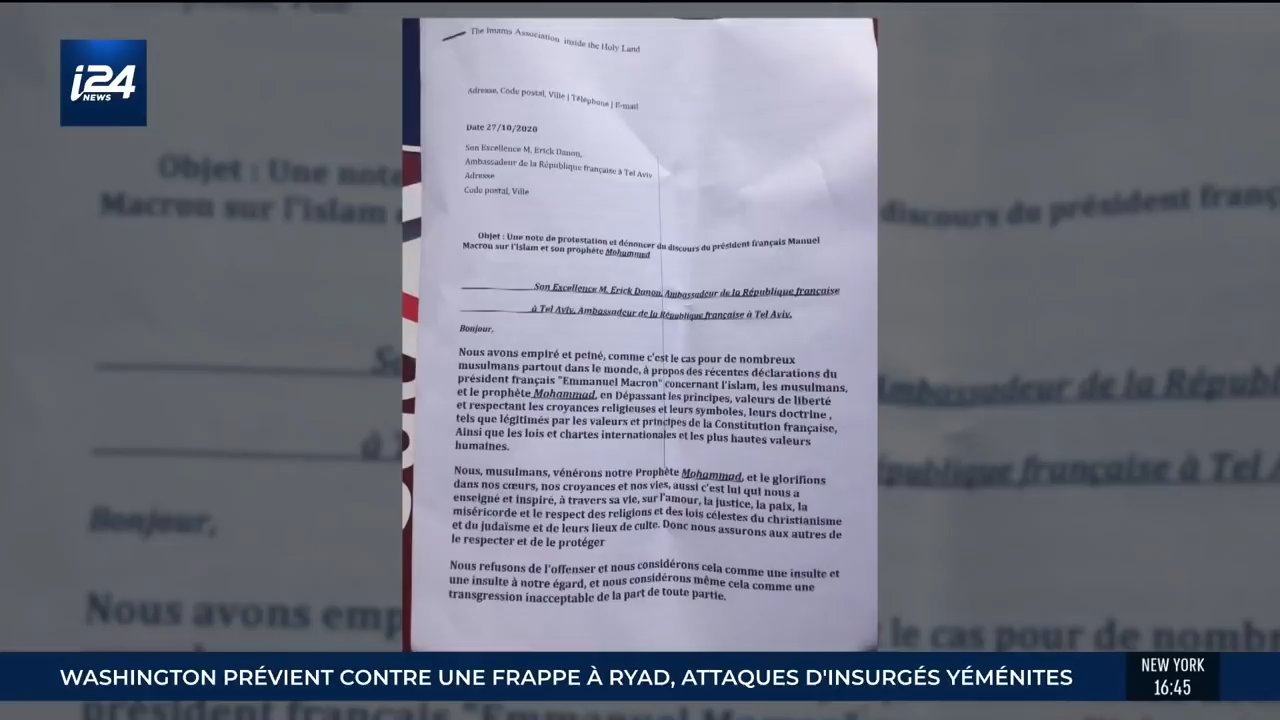 i24
NEWS
The Imams Association inside the Holy Land
Adresse, Code postal, Ville | Téléphone | E-mail
Date 27/10/2020
Son Excellence M. Erick Danon,
Ambassadeur de la République française à Tel Aviv
Adresse
Code postal, Ville
Objet : Une note de protestation et dénoncer du discours du président français Manuel
Macron sur l'Islam et son prophète Mohammad
Son Excellence M. Erick Danon, Ambassadeur de la République française
à Tel Aviv, Ambassadeur de la République française à Tel Aviv,
Bonjour,
Nous avons empiré et peiné, comme c'est le cas pour de nombreux
musulmans partout dans le monde, à propos des récentes déclarations du
président français "Emmanuel Macron" concernant l'islam, les musulmans,
et le prophète Mohammad, en Dépassant les principes, valeurs de liberté
et respectant les croyances religieuses et leurs symboles, leurs doctrine ,
tels que légitimés par les valeurs et principes de la Constitution française,
Ainsi que les lois et chartes internationales et les plus hautes valeurs
humaines.
Nous, musulmans, vénérons notre Prophète Mohammad, et le glorifions
dans nos cœurs, nos croyances et nos vies, aussi c'est lui qui nous a
enseigné et inspiré, à travers sa vie, sur l'amour, la justice, la paix, la
miséricorde et le respect des religions et des lois célestes du christianisme
et du judaïsme et de leurs lieux de culte. Donc nous assurons aux autres de
le respecter et de le protéger
Nous refusons de l'offenser et nous considérons cela comme une insulte et
une insulte à notre égard, et nous considérons même cela comme une
transgression inacceptable de la part de toute partie.
WASHINGTON PRÉVIENT CONTRE UNE FRAPPE À RYAD, ATTAQUES D'INSURGÉS YÉMÉNITES
NEW YORK
16:45